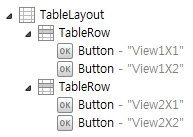 TableLayout
TableRow
OK Button - "View1X1"
OK Button - "View1X2"
TableRow
OK Button - "View2X1"
OK Button - "View2X2"